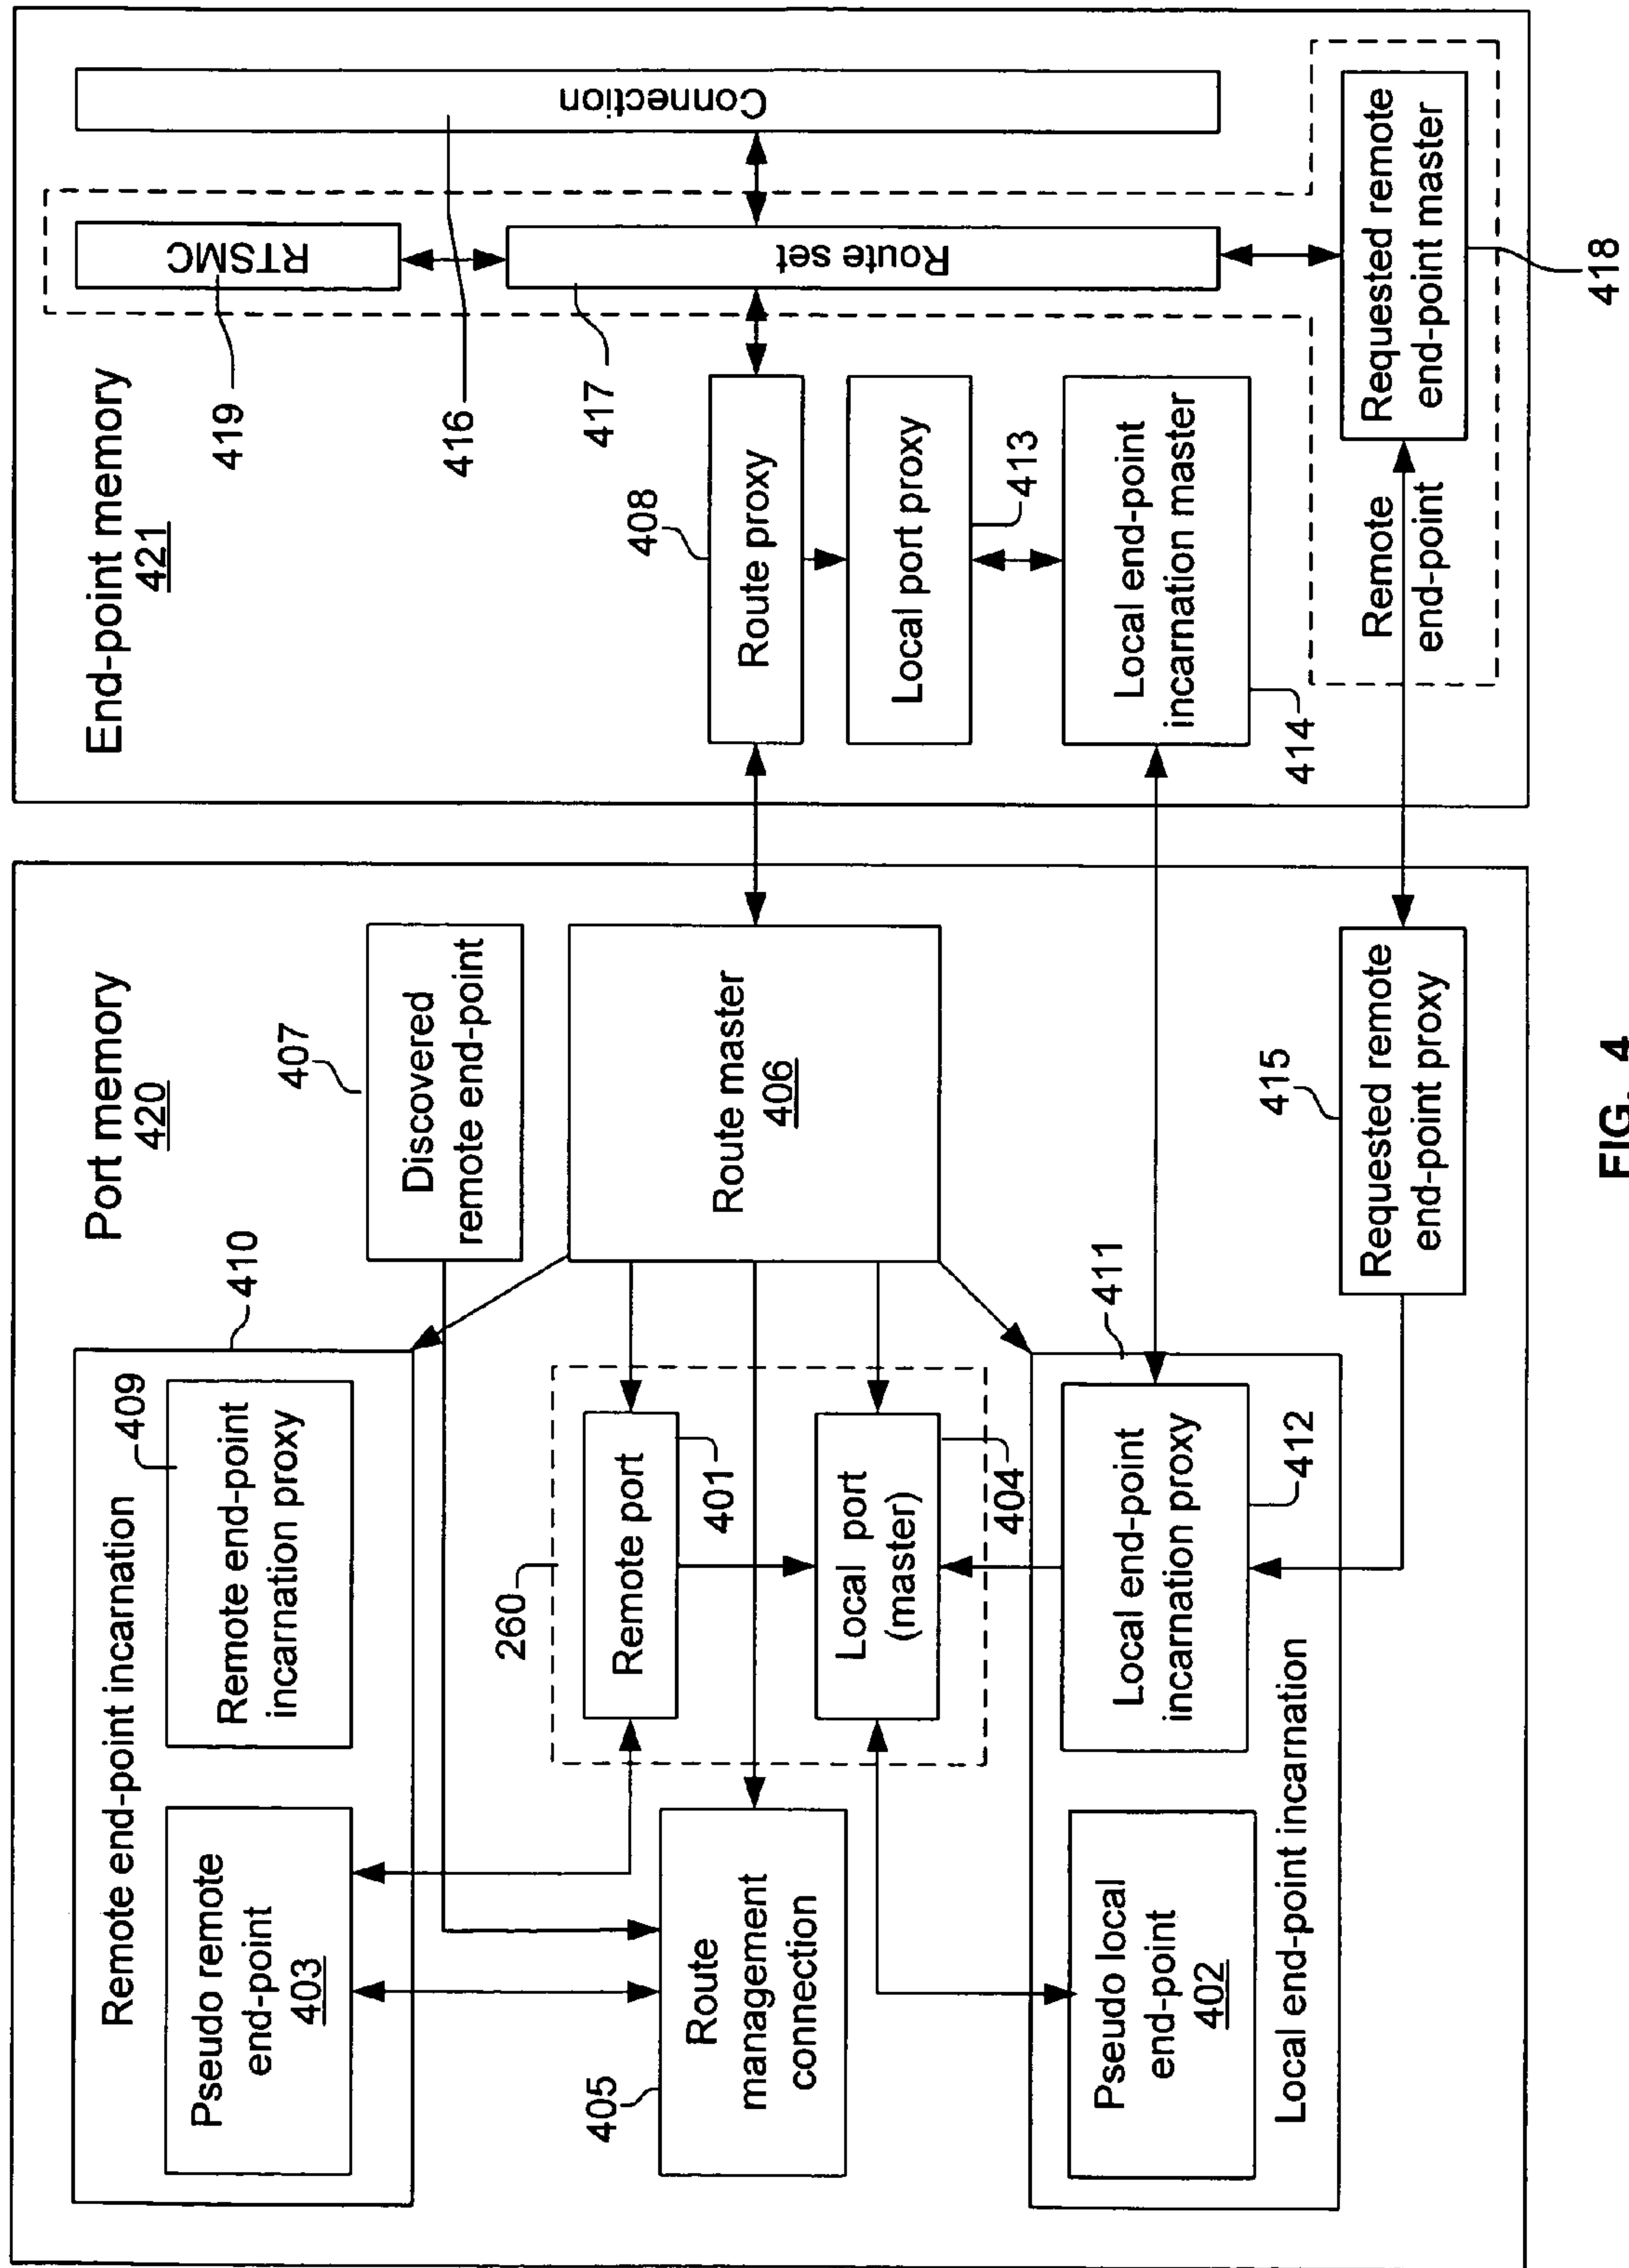 Port memory
420
Remote end-point incarnation
410
Pseudo remote
end-point
403
409
Remote end-point
incarnation proxy
407
Discovered
remote end-point
405
Route
management
connection
260
Remote port
401
Local port
(master)
404
Route master
406
411
Pseudo local
end-point
402
Local end-point
incarnation proxy
412
Local end-point incarnation
415
Requested remote
end-point proxy
End-point memory
421
419
RTSMC
416
Connection
417
Route set
408
Route proxy
Local port proxy
413
Local end-point
incarnation master
414
Remote
end-point
Requested remote
end-point master
418
FIG. 4